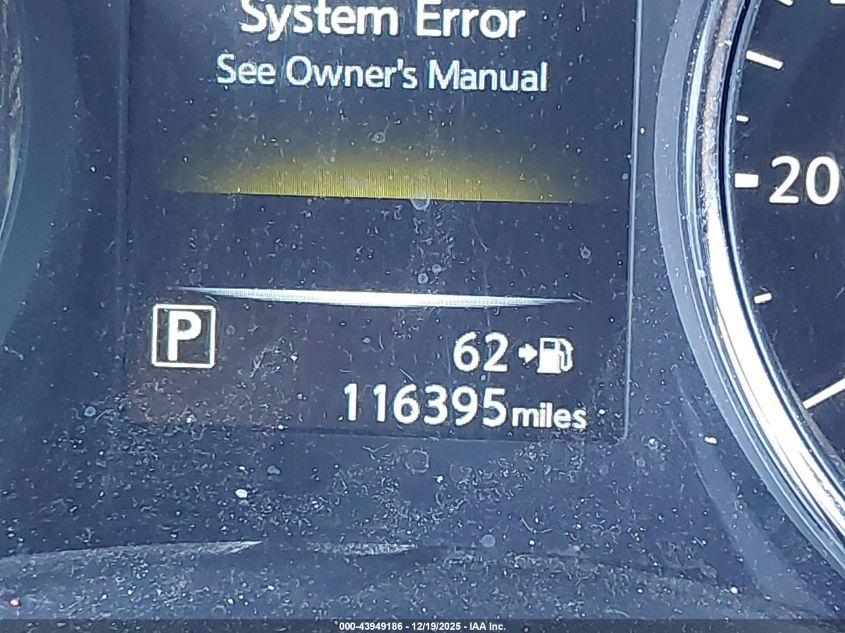 System Error
See Owner's Manual
20
P
62
116395 miles
000-43949186 - 12/19/2025 - IAA Inc.